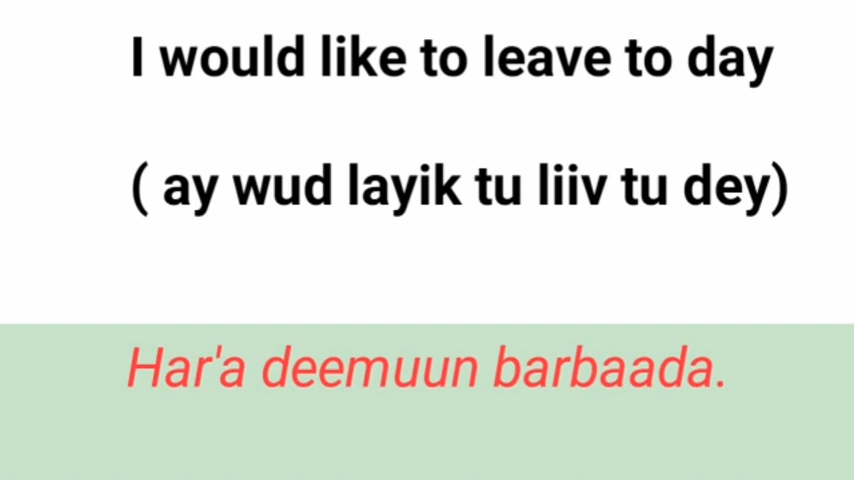 I would like to leave to day
( ay wud layik tu liiv tu dey)
Har'a deemuun barbaada.